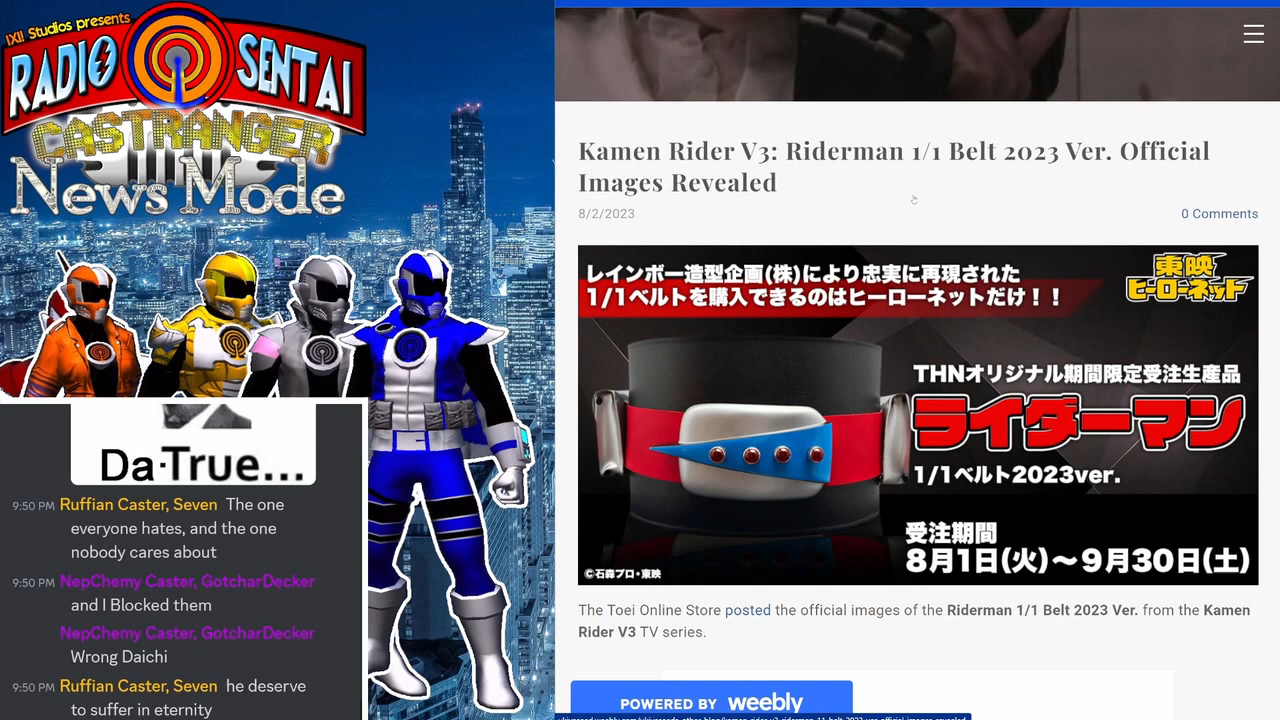 IXII Studios presents
RADIO SENTAI
CASTRANGER
News Mode
Da-True...
9:50 PM Ruffian Caster, Seven The one
everyone hates, and the one
nobody cares about
9:50 PM NepChemy Caster, GotcharDecker
and I Blocked them
NepChemy Caster, GotcharDecker
Wrong Daichi
9:50 PM Ruffian Caster, Seven he deserve
to suffer in eternity
Kamen Rider V3: Riderman 1/1 Belt 2023 Ver. Official
Images Revealed
8/2/2023
0 Comments
レインボー造型企画(株)により忠実に再現された
1/1ベルトを購入できるのはヒーローネットだけ！！
東映
ヒーローネット
THNオリジナル期間限定受注生産品
ライダーマン
1/1ベルト2023ver.
受注期間
8月1日(火)～9月30日(土)
©石森プロ・東映
The Toei Online Store posted the official images of the Riderman 1/1 Belt 2023 Ver. from the Kamen
Rider V3 TV series.
POWERED BY weebly